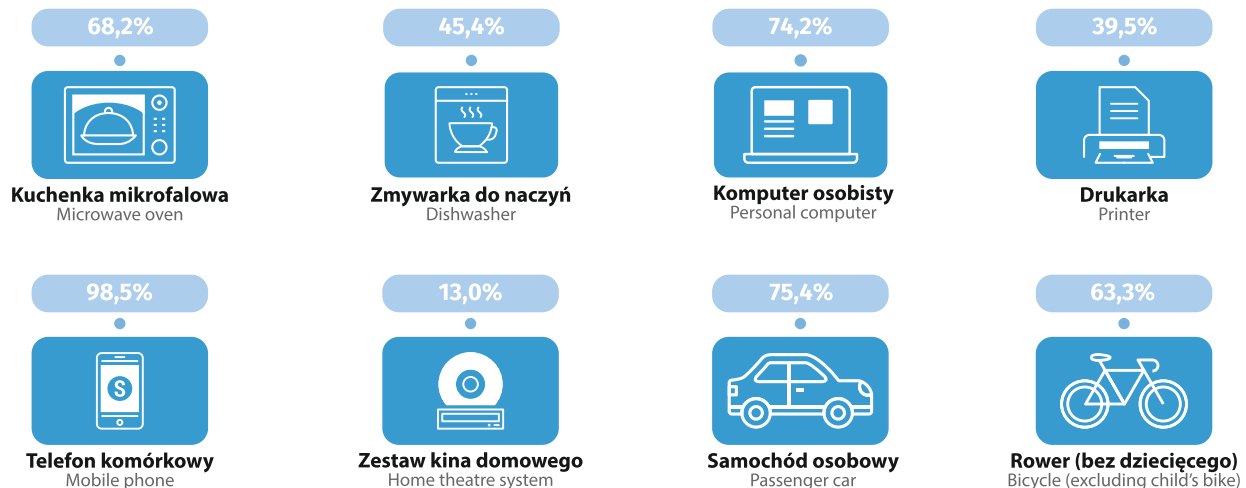 68,2%
45,4%
74,2%
39,5%
Kuchenka mikrofalowa
Microwave oven
Zmywarka do naczyń
Dishwasher
Komputer osobisty
Personal computer
Drukarka
Printer
98,5%
13,0%
75,4%
63,3%
S
Telefon komórkowy
Mobile phone
Zestaw kina domowego
Home theatre system
Samochód osobowy
Passenger car
Rower (bez dziecięcego)
Bicycle (excluding child's bike)